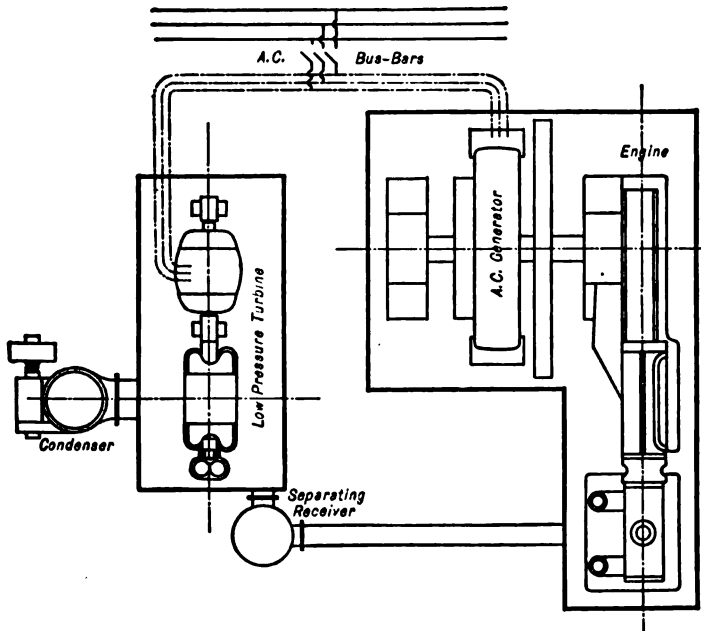 A.C. Bus-Bars
Engine
A.C. Generator
Low Pressure Turbine
Condenser
Separating
Receiver